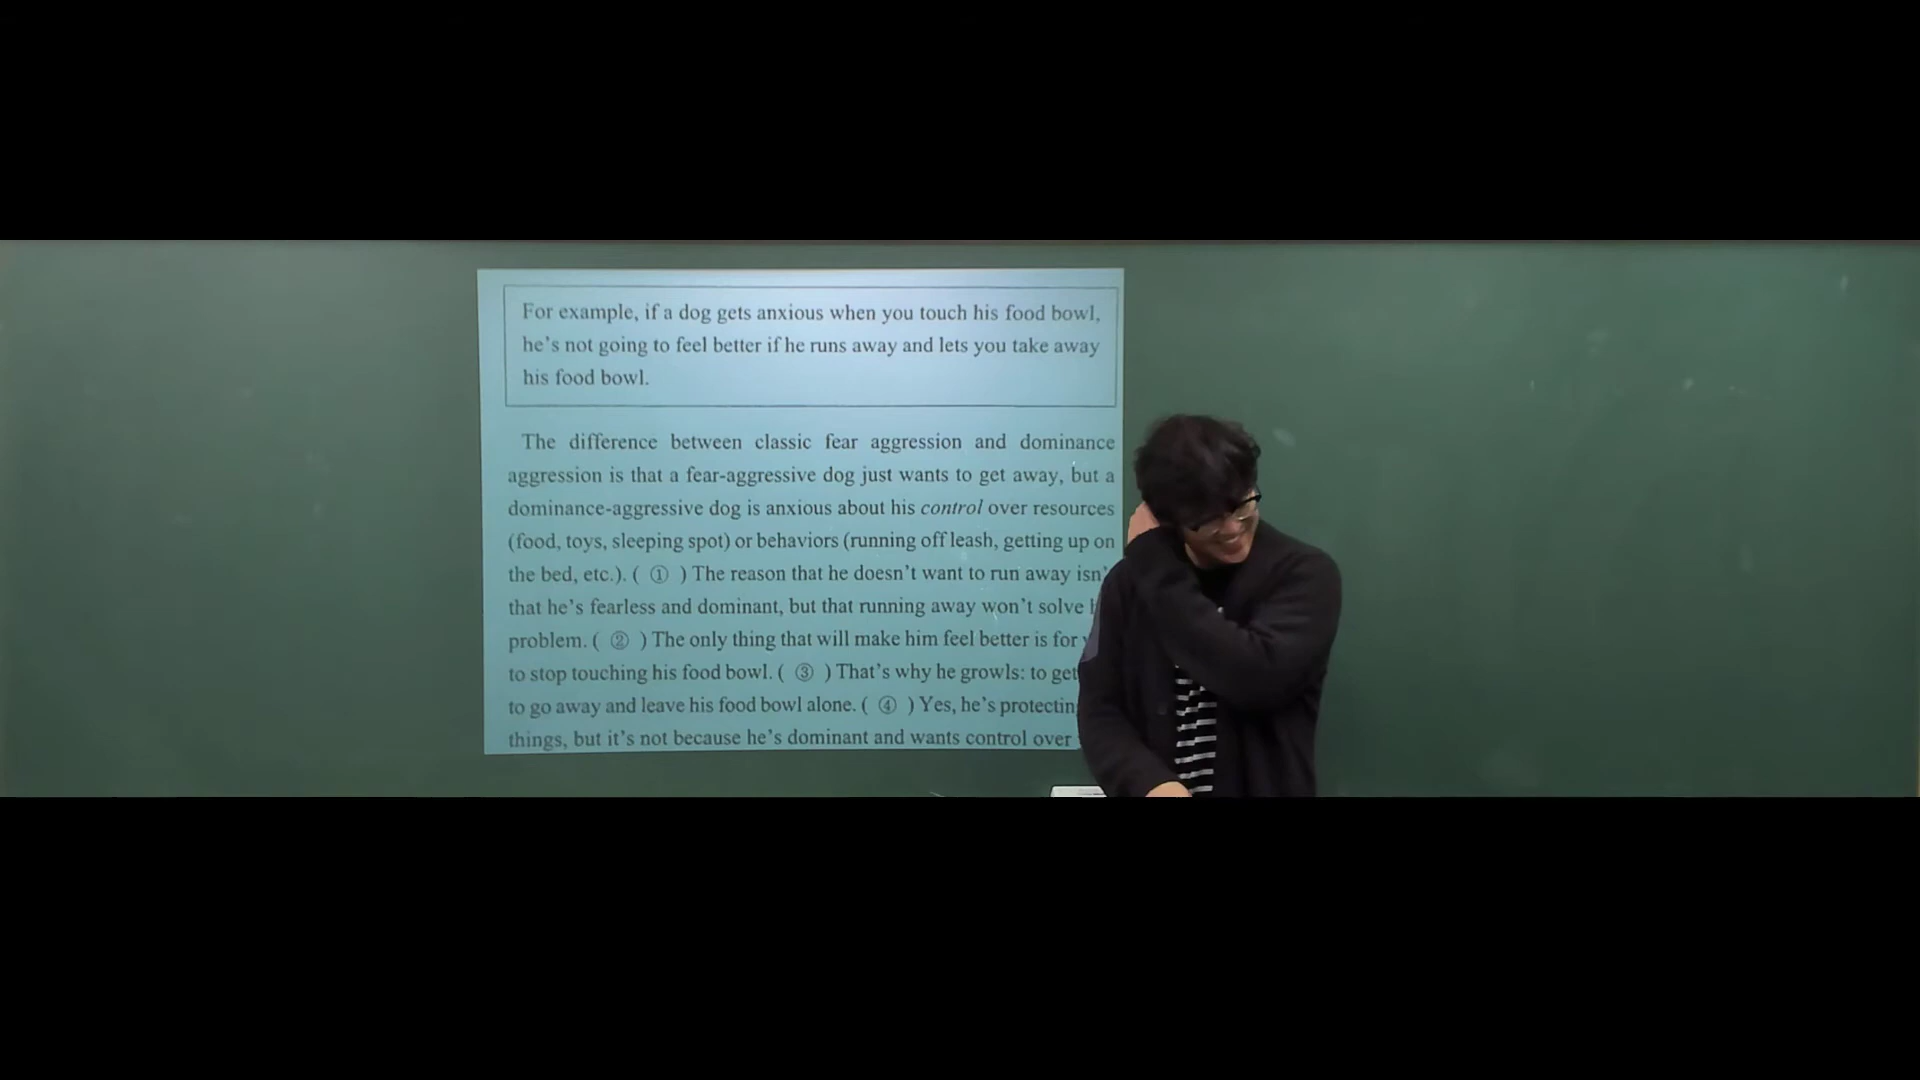 For example, if a dog gets anxious when you touch his food bowl,
he's not going to feel better if he runs away and lets you take away
his food bowl.
The difference between classic fear aggression and dominance
aggression is that a fear-aggressive dog just wants to get away, but a
dominance-aggressive dog is anxious about his control over resources
(food, toys, sleeping spot) or behaviors (running off leash, getting up on
the bed, etc.). ( ① ) The reason that he doesn't want to run away isn'
that he's fearless and dominant, but that running away won't solve
problem. ( ② ) The only thing that will make him feel better is for
to stop touching his food bowl. ( ③ ) That's why he growls: to get
to go away and leave his food bowl alone. ( ④ ) Yes, he's protectin
things, but it's not because he's dominant and wants control over